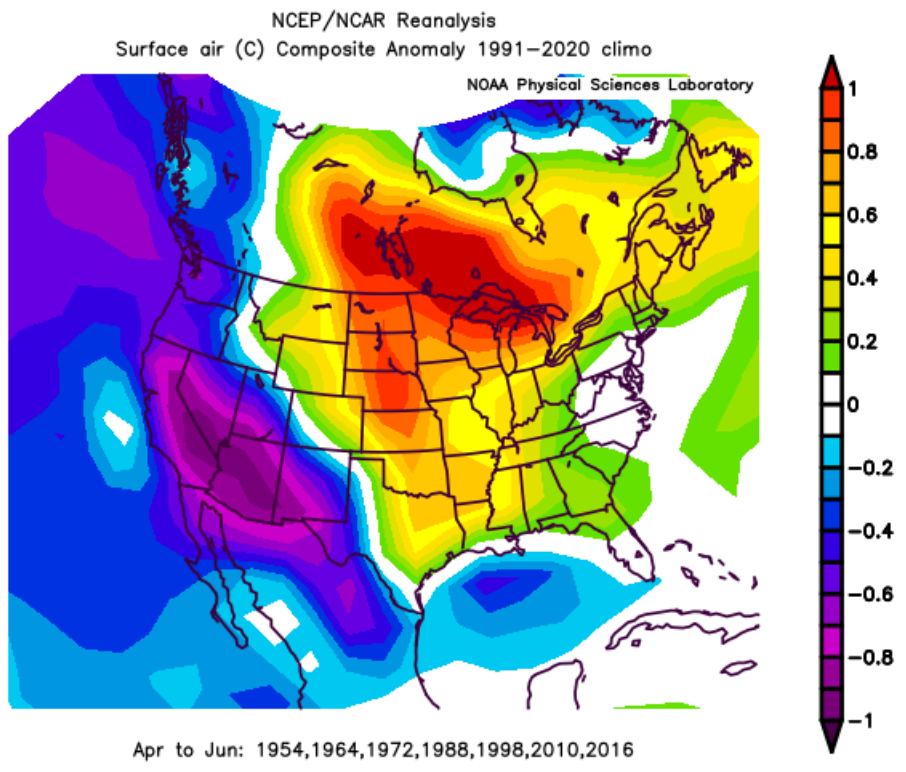 NCEP/NCAR Reanalysis
Surface air (C) Composite Anomaly 1991-2020 climo
NOAA Physical Sciences Laboratory
1
0.8
0.6
0.4
0.2
0
-0.2
-0.4
-0.6
-0.8
-1
Apr to Jun: 1954,1964,1972,1988,1998,2010,2016